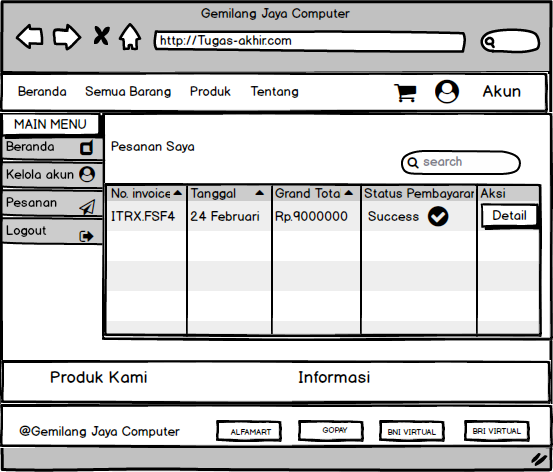 Gemilang Jaya Computer
http://Tugas-akhir.com
Beranda Semua Barang Produk Tentang Akun
MAIN MENU
Beranda
Kelola akun
Pesanan
Logout
Pesanan Saya
search
No. invoice Tanggal Grand Tota Status Pembayaran Aksi
ITRX.FSF4 24 Februari Rp.9000000 Success Detail
Produk Kami Informasi
@Gemilang Jaya Computer ALFAMART GOPAY BNI VIRTUAL BRI VIRTUAL